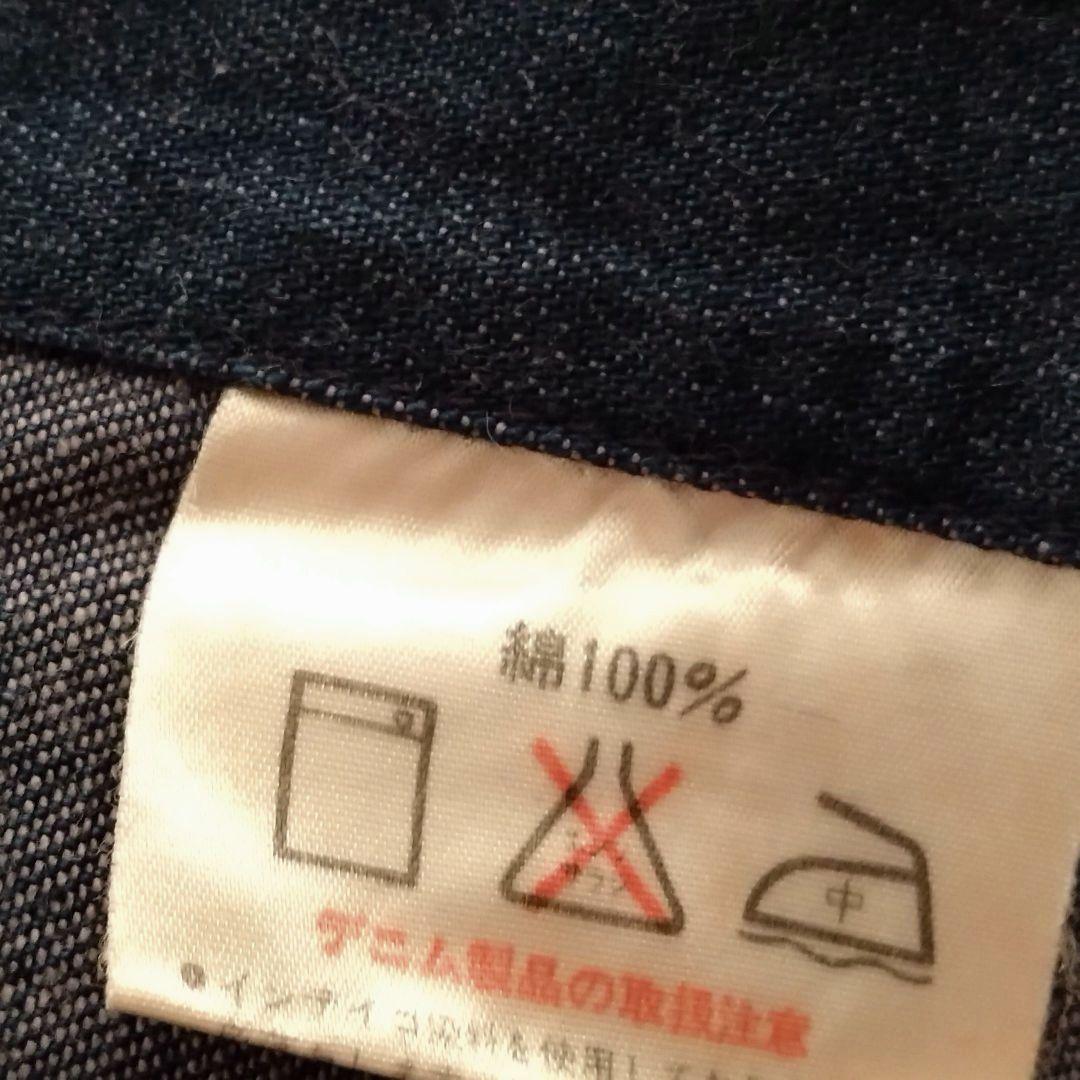 綿100%
中
デニム製品の取扱注意
●インディゴ染料を使用して